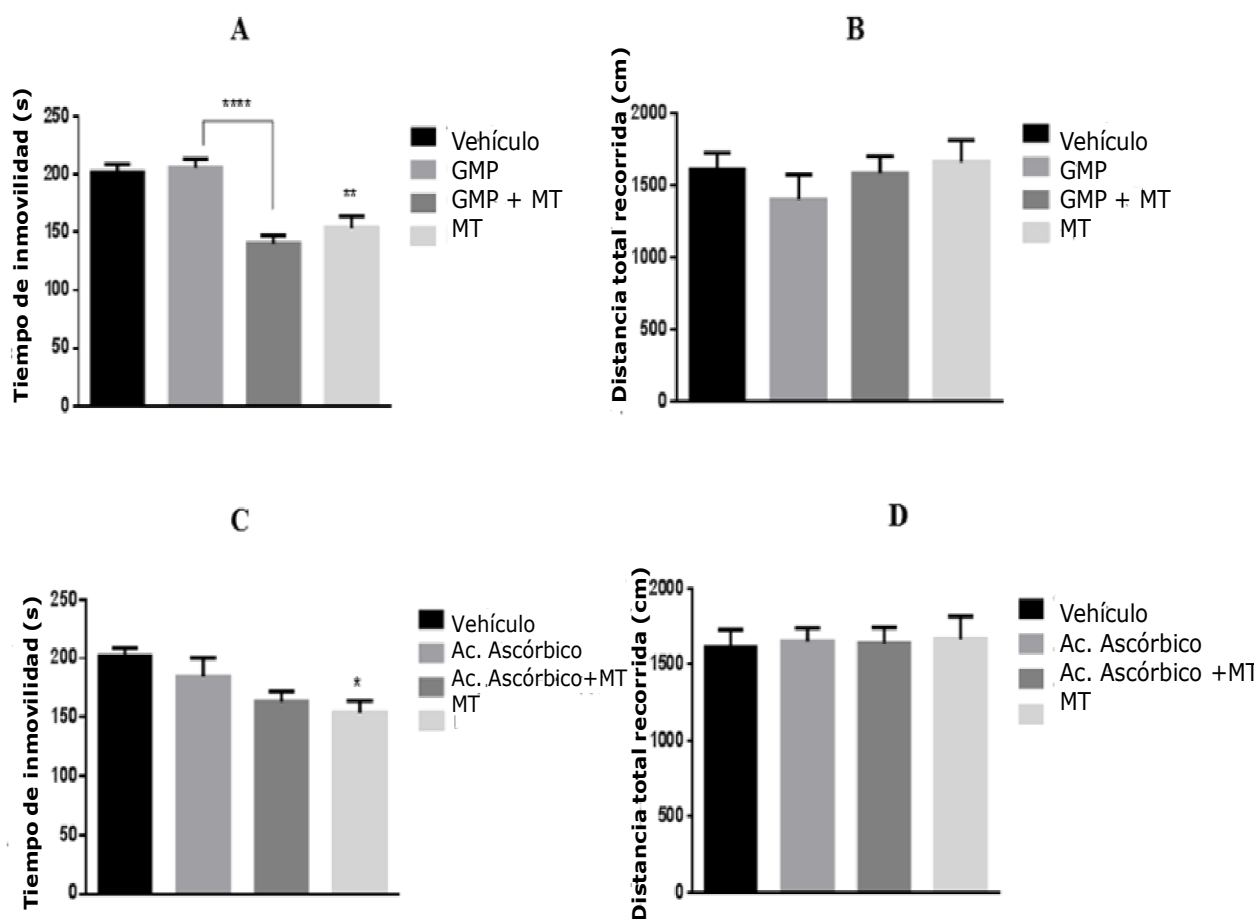 A
Tiempo de inmovilidad (s)
250
200
150
100
50
0
****
**
Vehículo
GMP
GMP + MT
MT
B
Distancia total recorrida (cm)
2000
1500
1000
500
0
Vehículo
GMP
GMP + MT
MT
C
Tiempo de inmovilidad (s)
250
200
150
100
50
0
*
Vehículo
Ac. Ascórbico
Ac. Ascórbico+MT
MT
D
Distancia total recorrida (cm)
2000
1500
1000
500
0
Vehículo
Ac. Ascórbico
Ac. Ascórbico +MT
MT